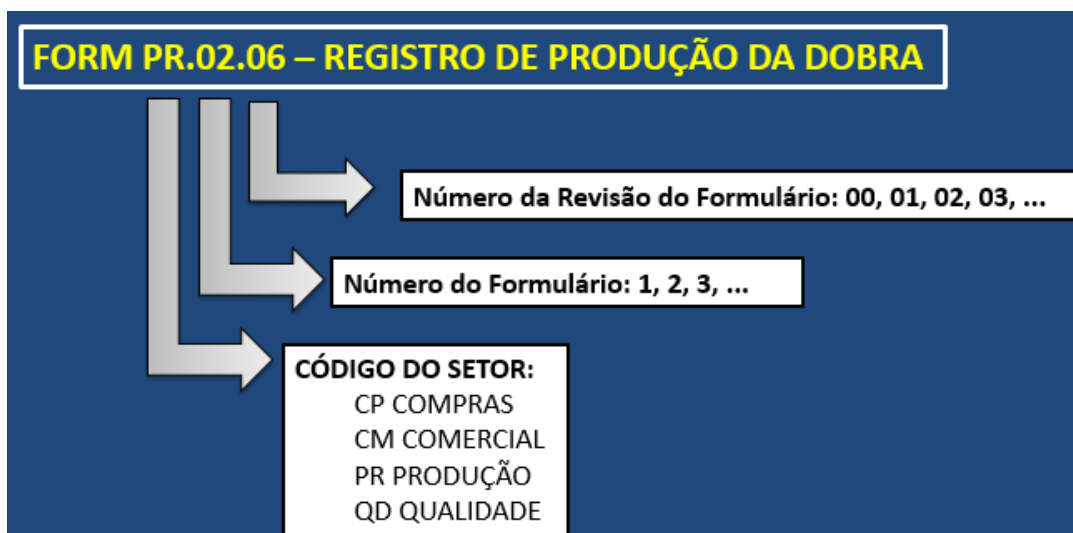 FORM PR.02.06 – REGISTRO DE PRODUÇÃO DA DOBRA
Número da Revisão do Formulário: 00, 01, 02, 03, ...
Número do Formulário: 1, 2, 3, ...
CÓDIGO DO SETOR:
CP COMPRAS
CM COMERCIAL
PR PRODUÇÃO
QD QUALIDADE